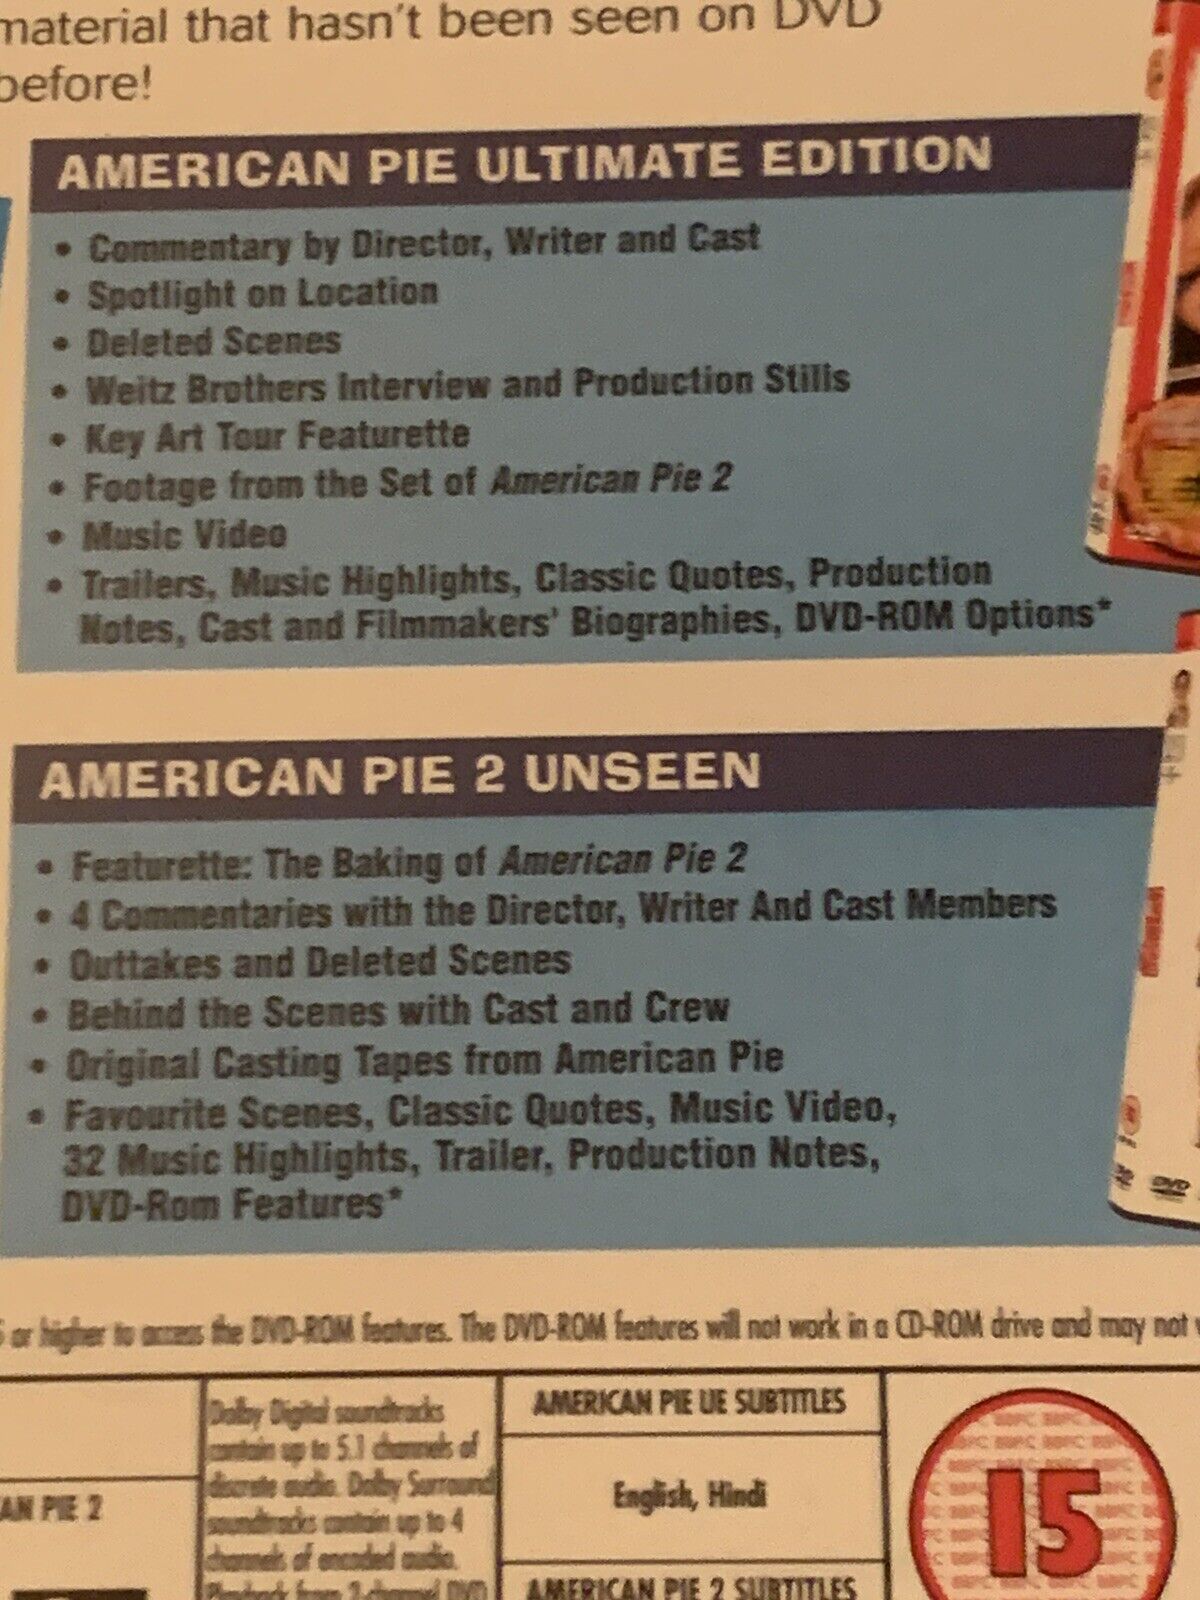 material that hasn't been seen on DVD
before!
AMERICAN PIE ULTIMATE EDITION
• Commentary by Director, Writer and Cast
• Spotlight on Location
• Deleted Scenes
• Weitz Brothers Interview and Production Stills
• Key Art Tour Featurette
• Footage from the Set of American Pie 2
• Music Video
• Trailers, Music Highlights, Classic Quotes, Production
Notes, Cast and Filmmakers' Biographies, DVD-ROM Options*
AMERICAN PIE 2 UNSEEN
• Featurette: The Baking of American Pie 2
• 4 Commentaries with the Director, Writer And Cast Members
• Outtakes and Deleted Scenes
• Behind the Scenes with Cast and Crew
• Original Casting Tapes from American Pie
• Favourite Scenes, Classic Quotes, Music Video,
32 Music Highlights, Trailer, Production Notes,
DVD-Rom Features*
or higher to access the DVD-ROM features. The DVD-ROM features will not work in a CD-ROM drive and may not
AN PIE 2
Dolby Digital soundtracks
contain up to 5.1 channels of
discrete audio. Dolby Surround
soundtracks contain up to 4
channels of encoded audio.
Playback from 2-channel DVD
AMERICAN PIE UE SUBTITLES
English, Hindi
AMERICAN PIE 2 SUBTITLES
15
DVD